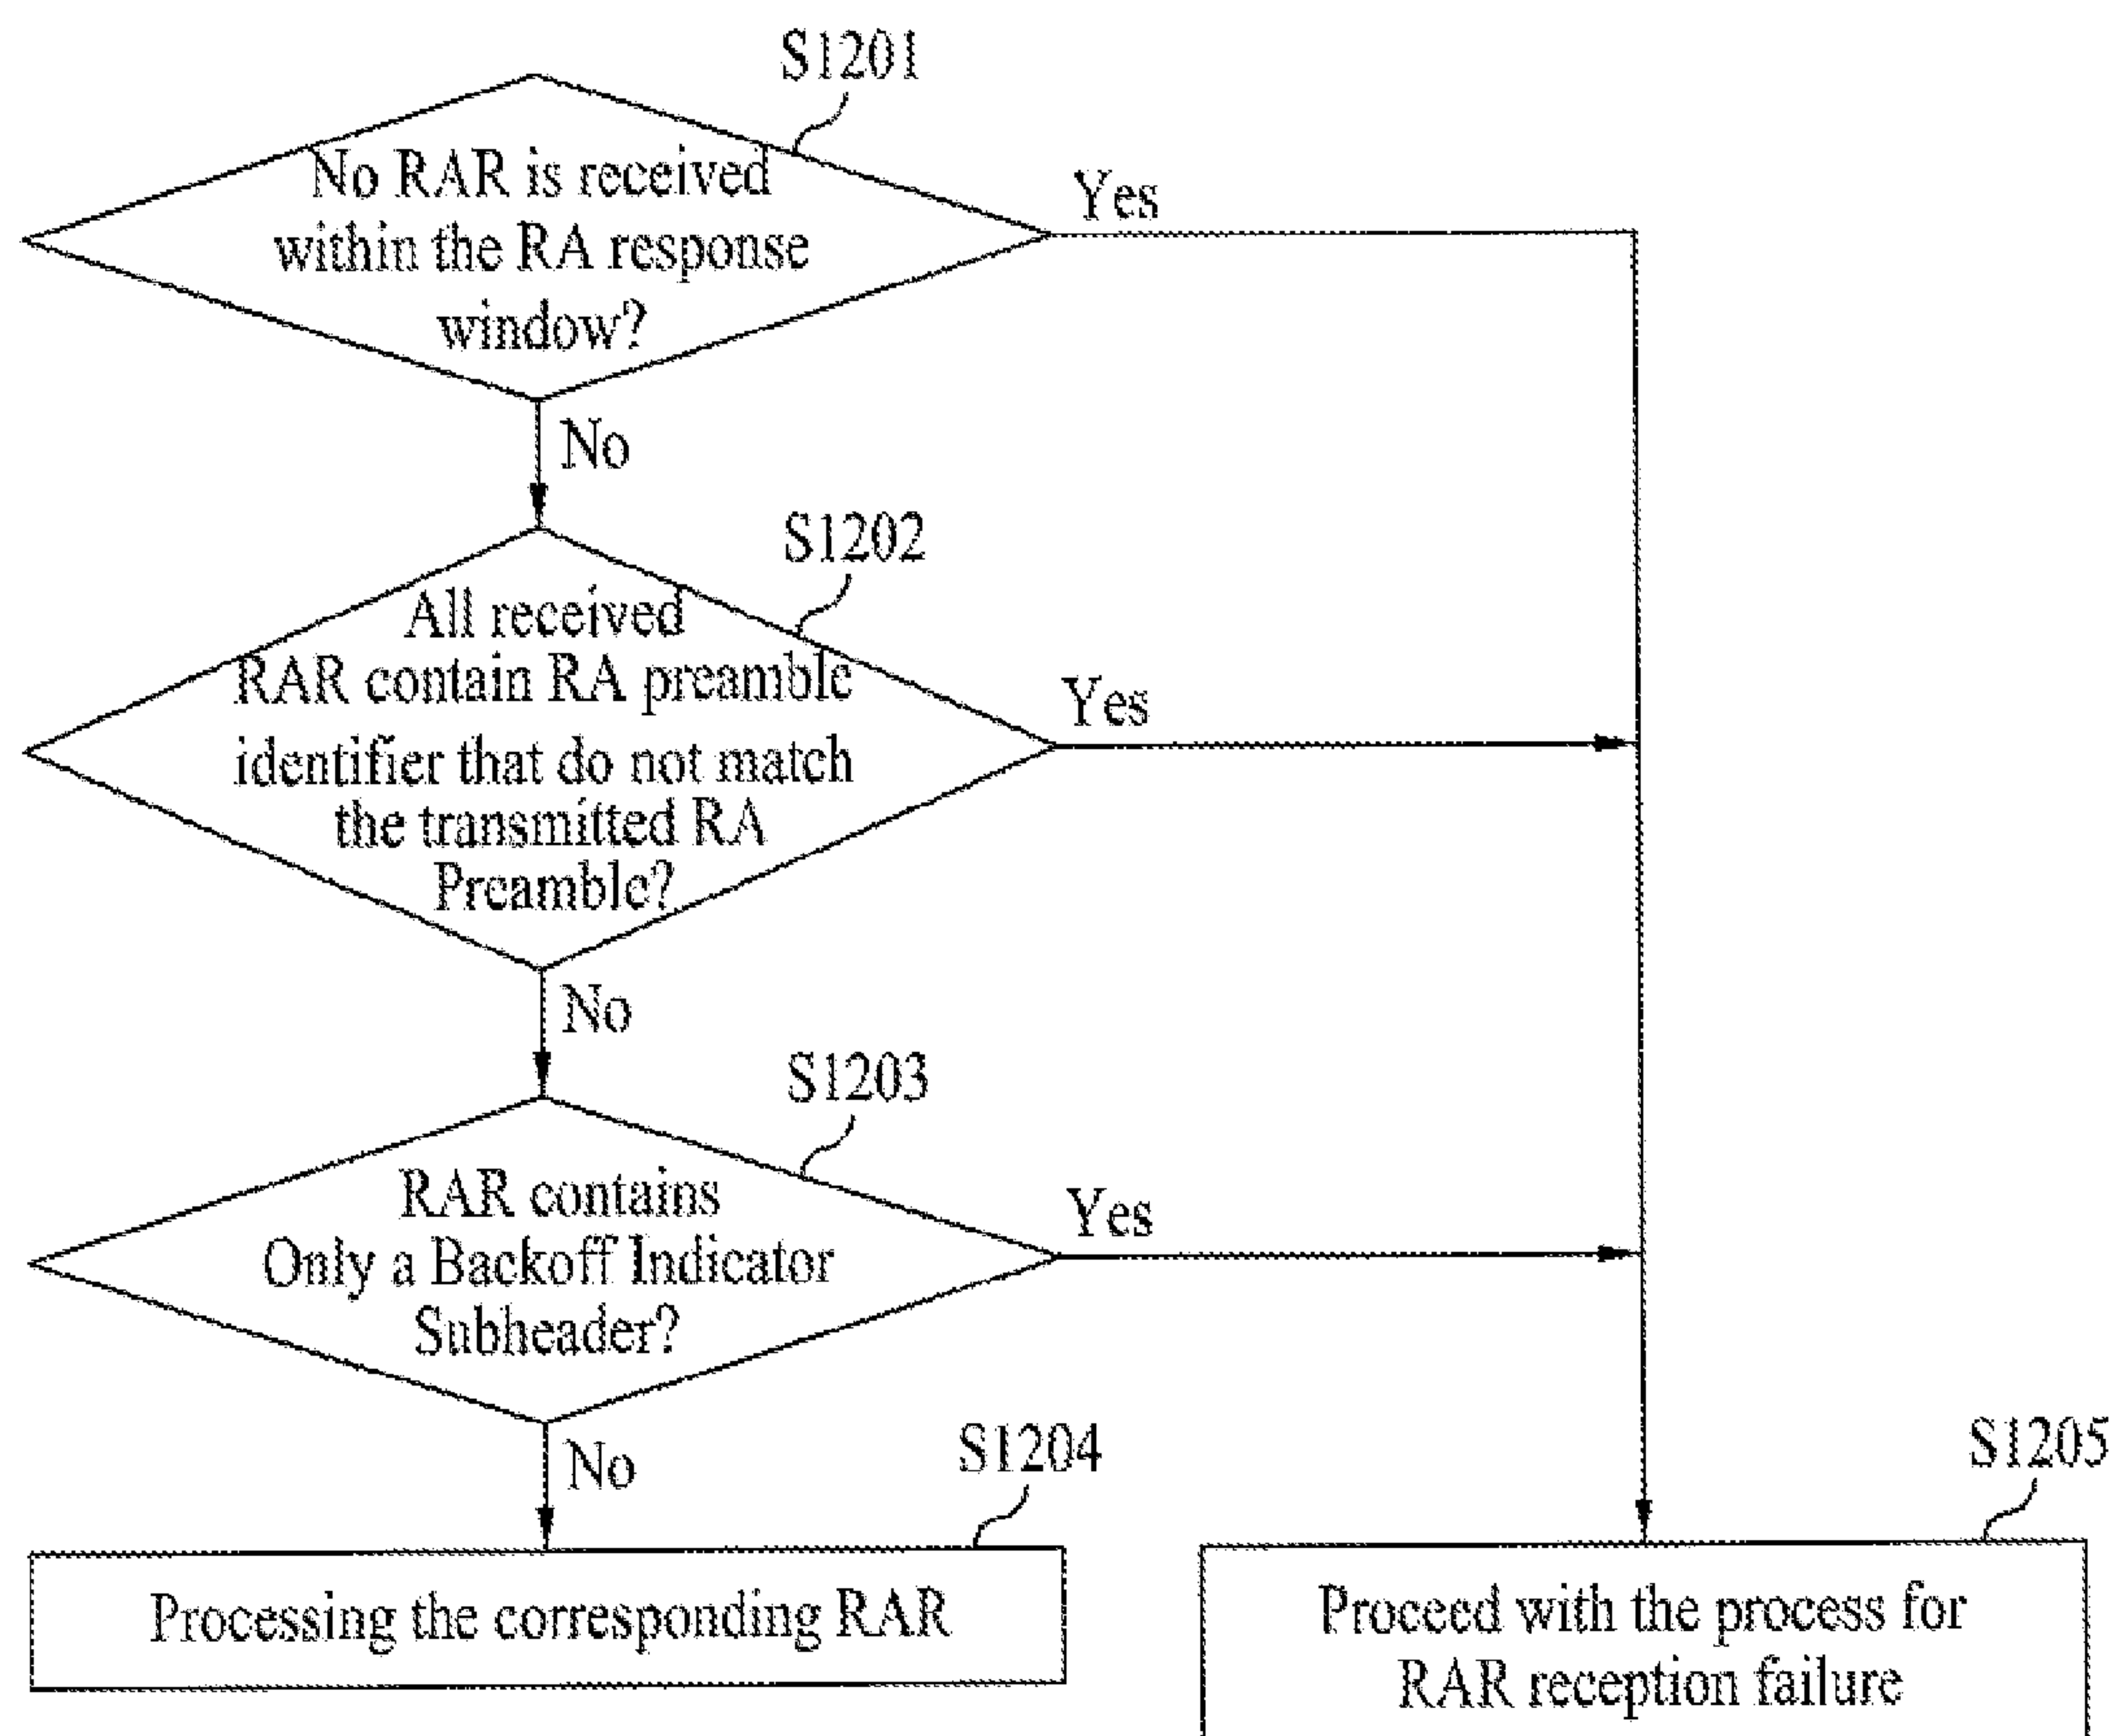 S1201
No RAR is received
within the RA response
window?
Yes
No
S1202
All received
RAR contain RA preamble
identifier that do not match
the transmitted RA
Preamble?
Yes
No
S1203
RAR contains
Only a Backoff Indicator
Subheader?
Yes
No
S1204
Processing the corresponding RAR
S1205
Proceed with the process for
RAR reception failure